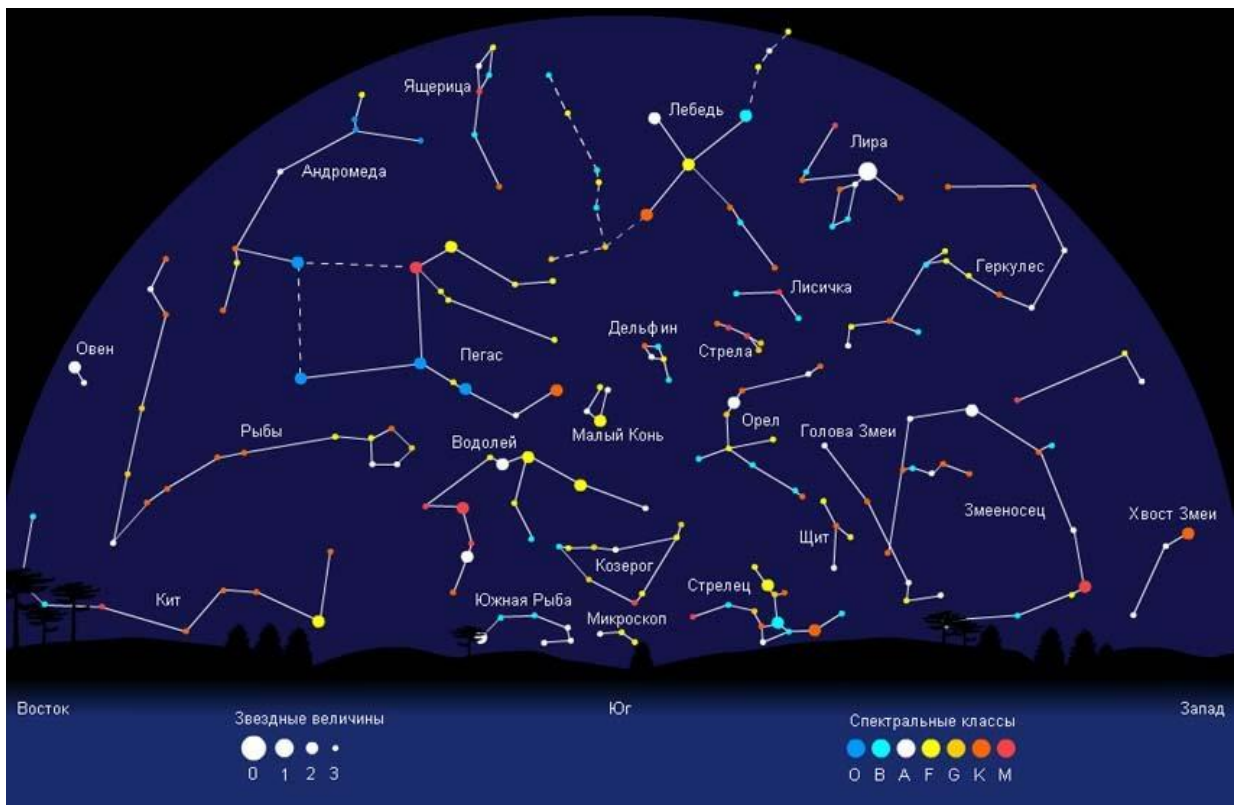 Ящерица
Лебедь
Лира
Андромеда
Геркулес
Лисичка
Дельфин
Стрела
Овен
Пегас
Рыбы
Водолей
Малый Конь
Орел
Голова Змеи
Змееносец
Хвост Змеи
Щит
Козерог
Кит
Южная Рыба
Микроскоп
Стрелец
Восток
Юг
Запад
Звездные величины
0 1 2 3
Спектральные классы
O B A F G K M